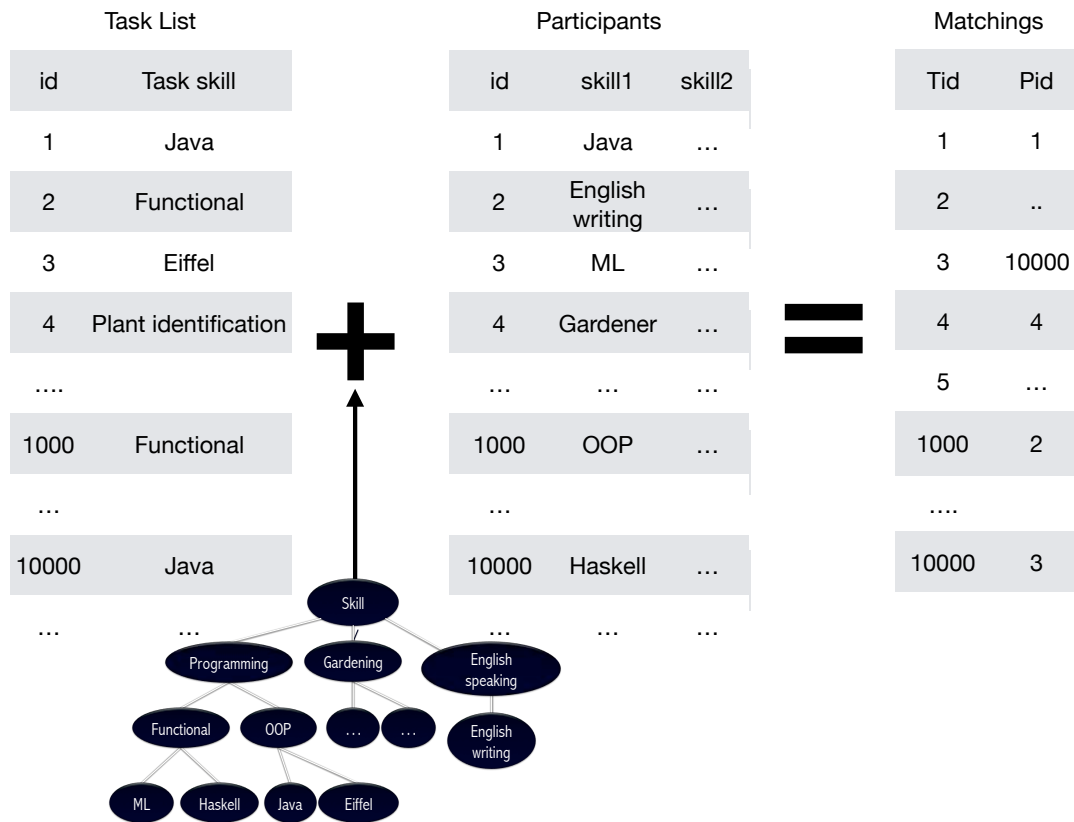 Task List
Participants
Matchings
id Task skill
id skill1 skill2
Tid Pid
1 Java
1 Java …
1 1
2 Functional
2 English writing …
2 ..
3 Eiffel
3 ML …
3 10000
4 Plant identification
+
4 Gardener …
=
4 4
….
… … …
5 …
1000 Functional
1000 OOP …
1000 2
…
…
….
10000 Java
10000 Haskell …
10000 3
… …
… … …
Skill
Programming
Gardening
English
speaking
Functional
OOP
…
…
English
writing
ML
Haskell
Java
Eiffel